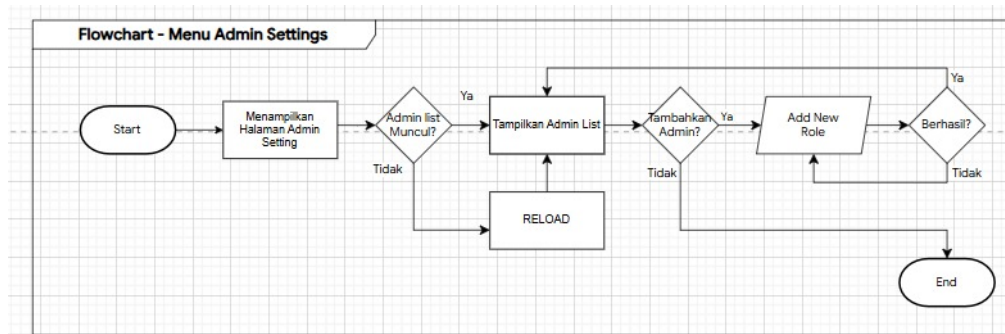 Flowchart - Menu Admin Settings
Start
Menampilkan
Halaman Admin
Setting
Admin list
Muncul?
Ya
Tidak
Tampilkan Admin List
RELOAD
Tambahkan
Admin?
Ya
Tidak
Add New
Role
Berhasil?
Ya
Tidak
End